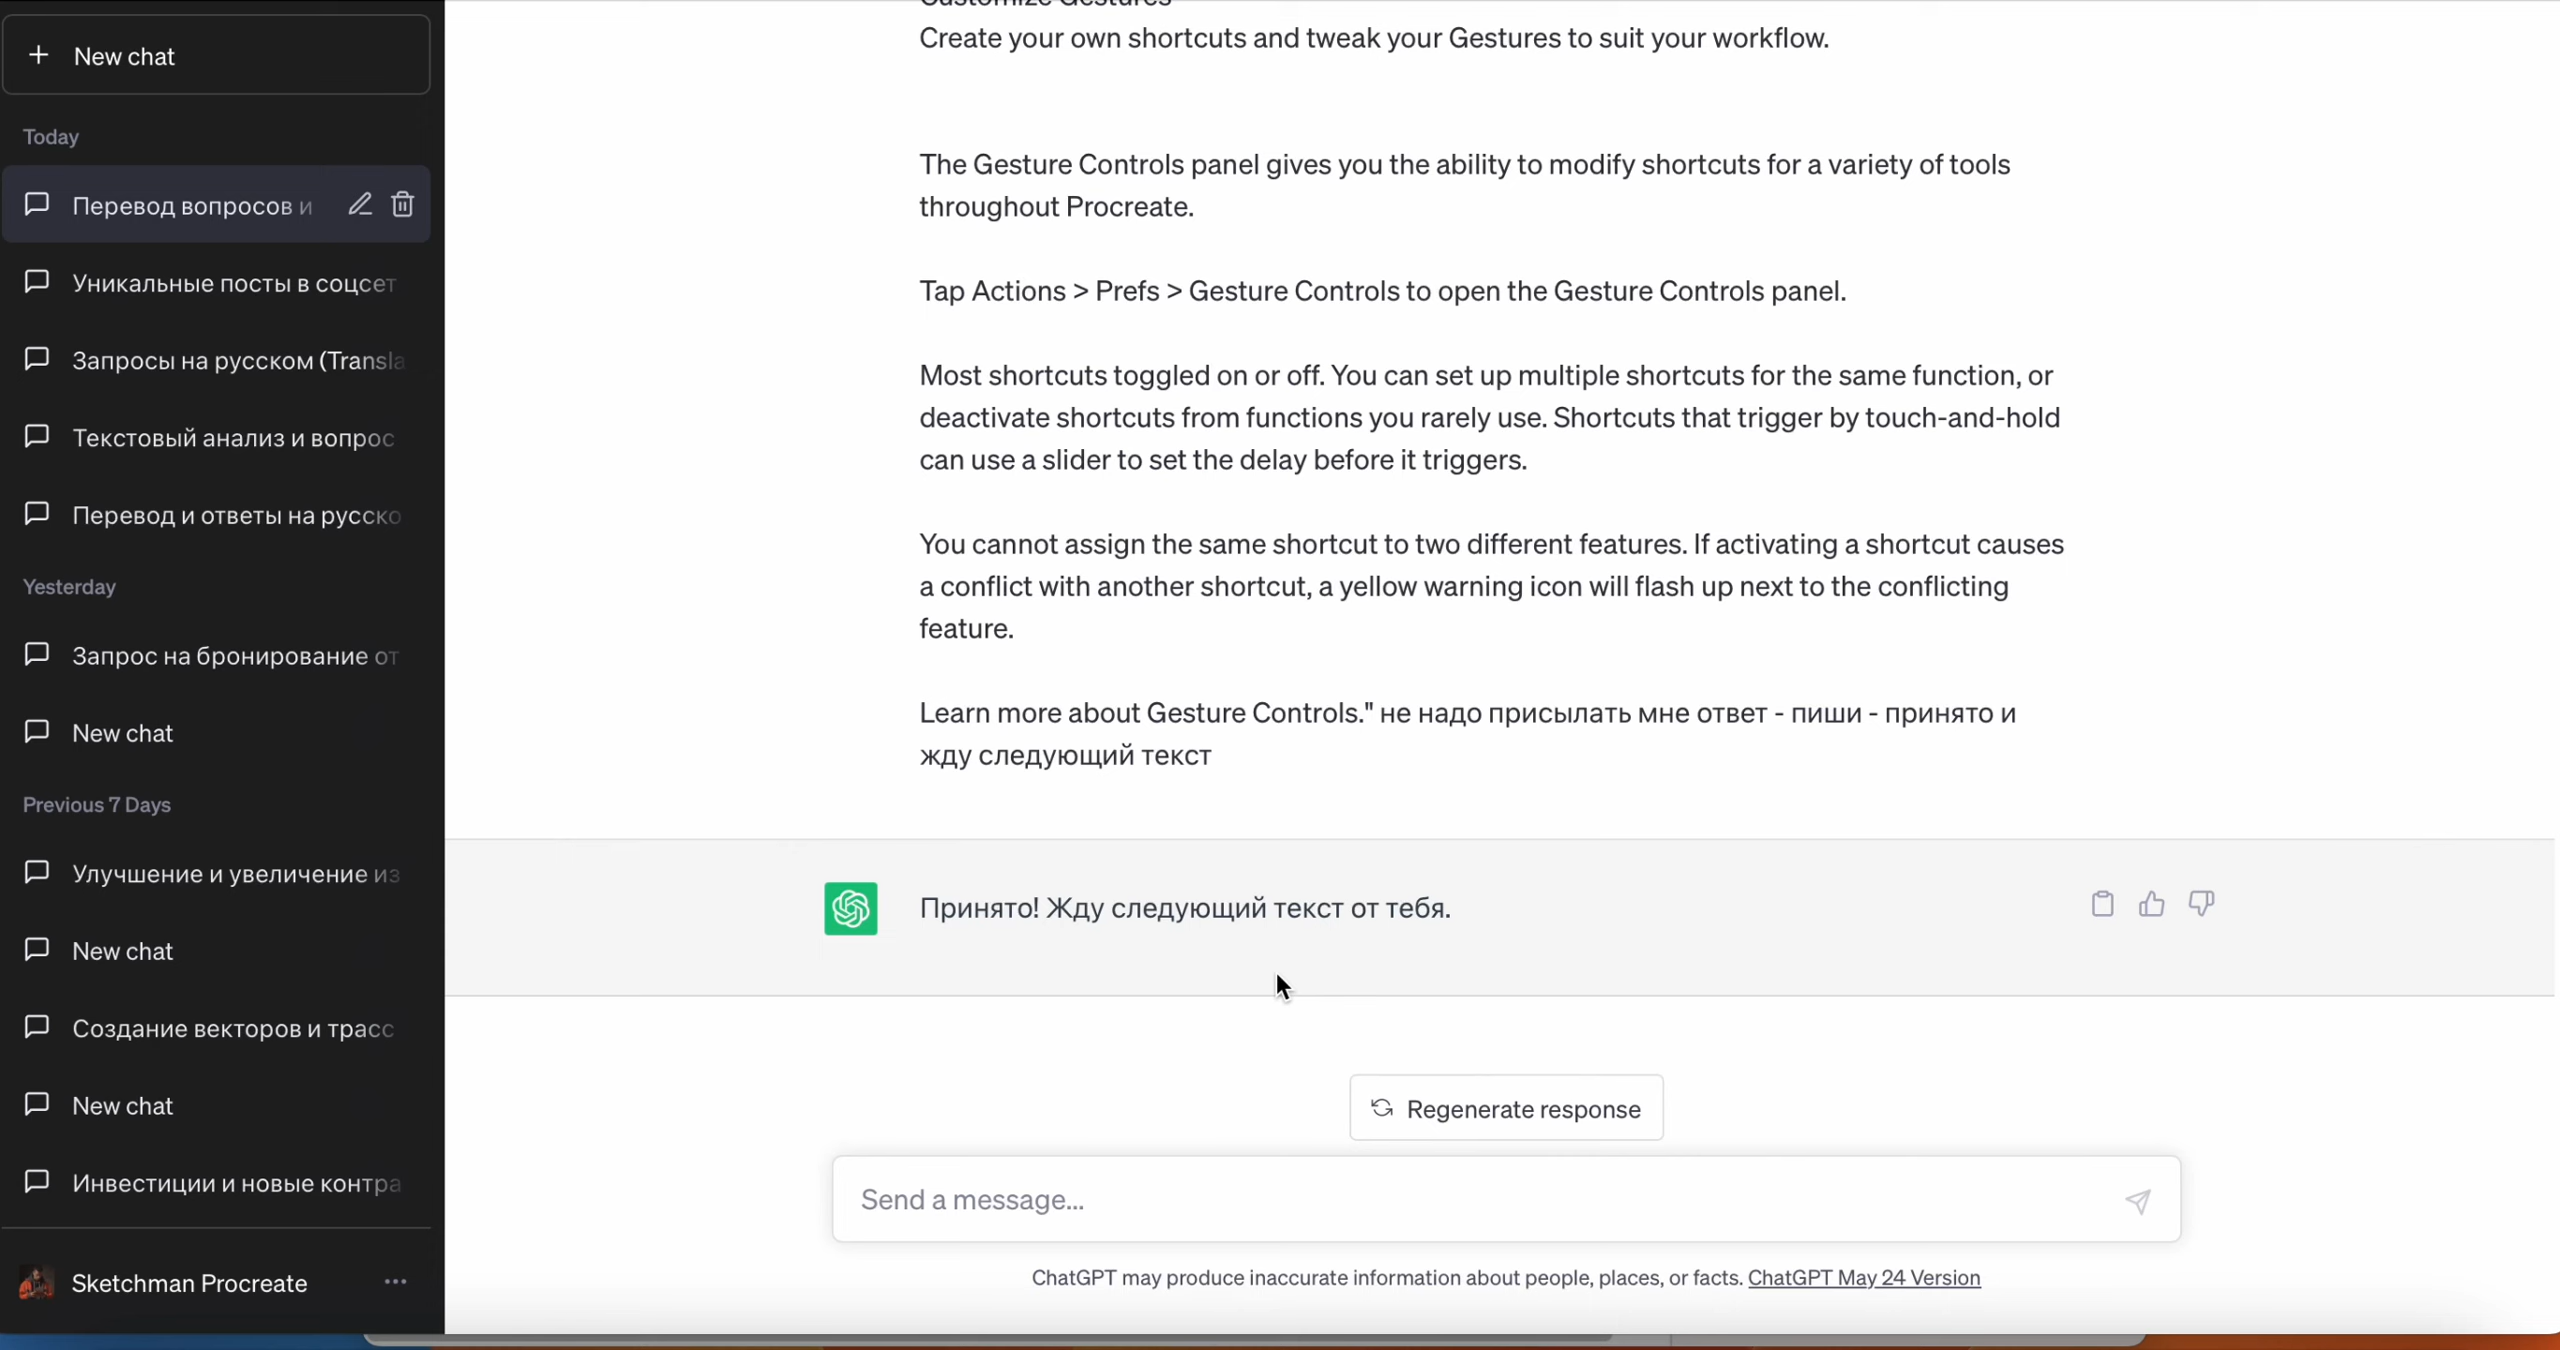 New chat
Today
Перевод вопросов и
Уникальные посты в соцсет
Запросы на русском (Transla
Текстовый анализ и вопрос
Перевод и ответы на русско
Yesterday
Запрос на бронирование от
New chat
Previous 7 Days
Улучшение и увеличение из
New chat
Создание векторов и трасс
New chat
Инвестиции и новые контра
Sketchman Procreate
Customize Gestures
Create your own shortcuts and tweak your Gestures to suit your workflow.
The Gesture Controls panel gives you the ability to modify shortcuts for a variety of tools
throughout Procreate.
Tap Actions > Prefs > Gesture Controls to open the Gesture Controls panel.
Most shortcuts toggled on or off. You can set up multiple shortcuts for the same function, or
deactivate shortcuts from functions you rarely use. Shortcuts that trigger by touch-and-hold
can use a slider to set the delay before it triggers.
You cannot assign the same shortcut to two different features. If activating a shortcut causes
a conflict with another shortcut, a yellow warning icon will flash up next to the conflicting
feature.
Learn more about Gesture Controls." не надо присылать мне ответ - пиши - принято и
жду следующий текст
Принято! Жду следующий текст от тебя.
Regenerate response
Send a message...
ChatGPT may produce inaccurate information about people, places, or facts. ChatGPT May 24 Version